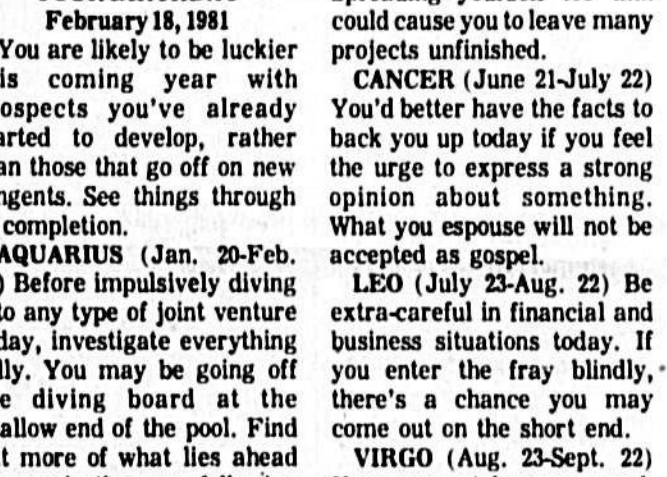 February 18, 1981
You are likely to be luckier
is coming year with
ospects you've already
arted to develop, rather
an those that go off on new
ngents. See things through
completion.
AQUARIUS (Jan. 20-Feb.
) Before impulsively diving
to any type of joint venture
day, investigate everything
lly. You may be going off
e diving board at the
allow end of the pool. Find
t more of what lies ahead
could cause you to leave many
projects unfinished.
CANCER (June 21-July 22)
You'd better have the facts to
back you up today if you feel
the urge to express a strong
opinion about something.
What you espouse will not be
accepted as gospel.
LEO (July 23-Aug. 22) Be
extra-careful in financial and
business situations today. If
you enter the fray blindly,
there's a chance you may
come out on the short end.
VIRGO (Aug. 23-Sept. 22)